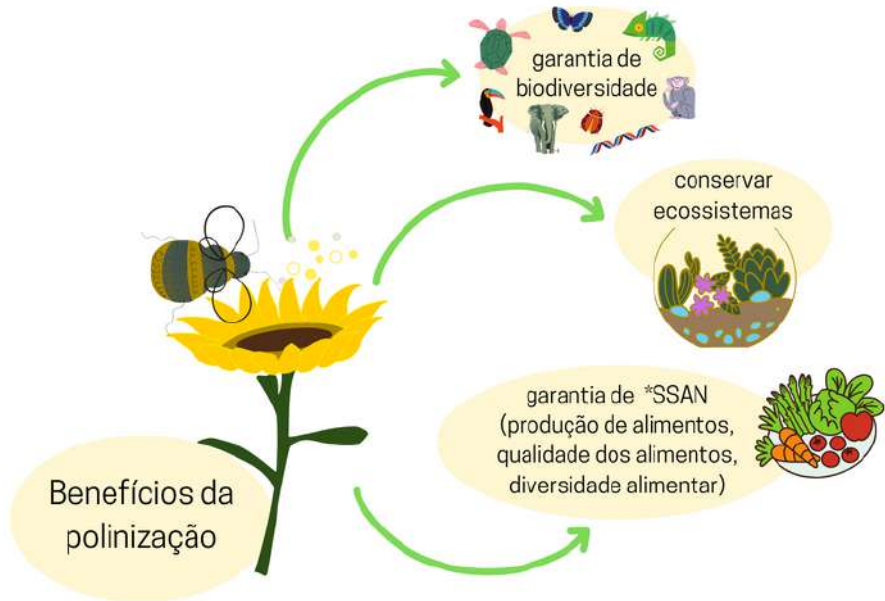 garantia de
biodiversidade
conservar
ecossistemas
garantia de *SSAN
(produção de alimentos,
qualidade dos alimentos,
diversidade alimentar)
Benefícios da
polinização